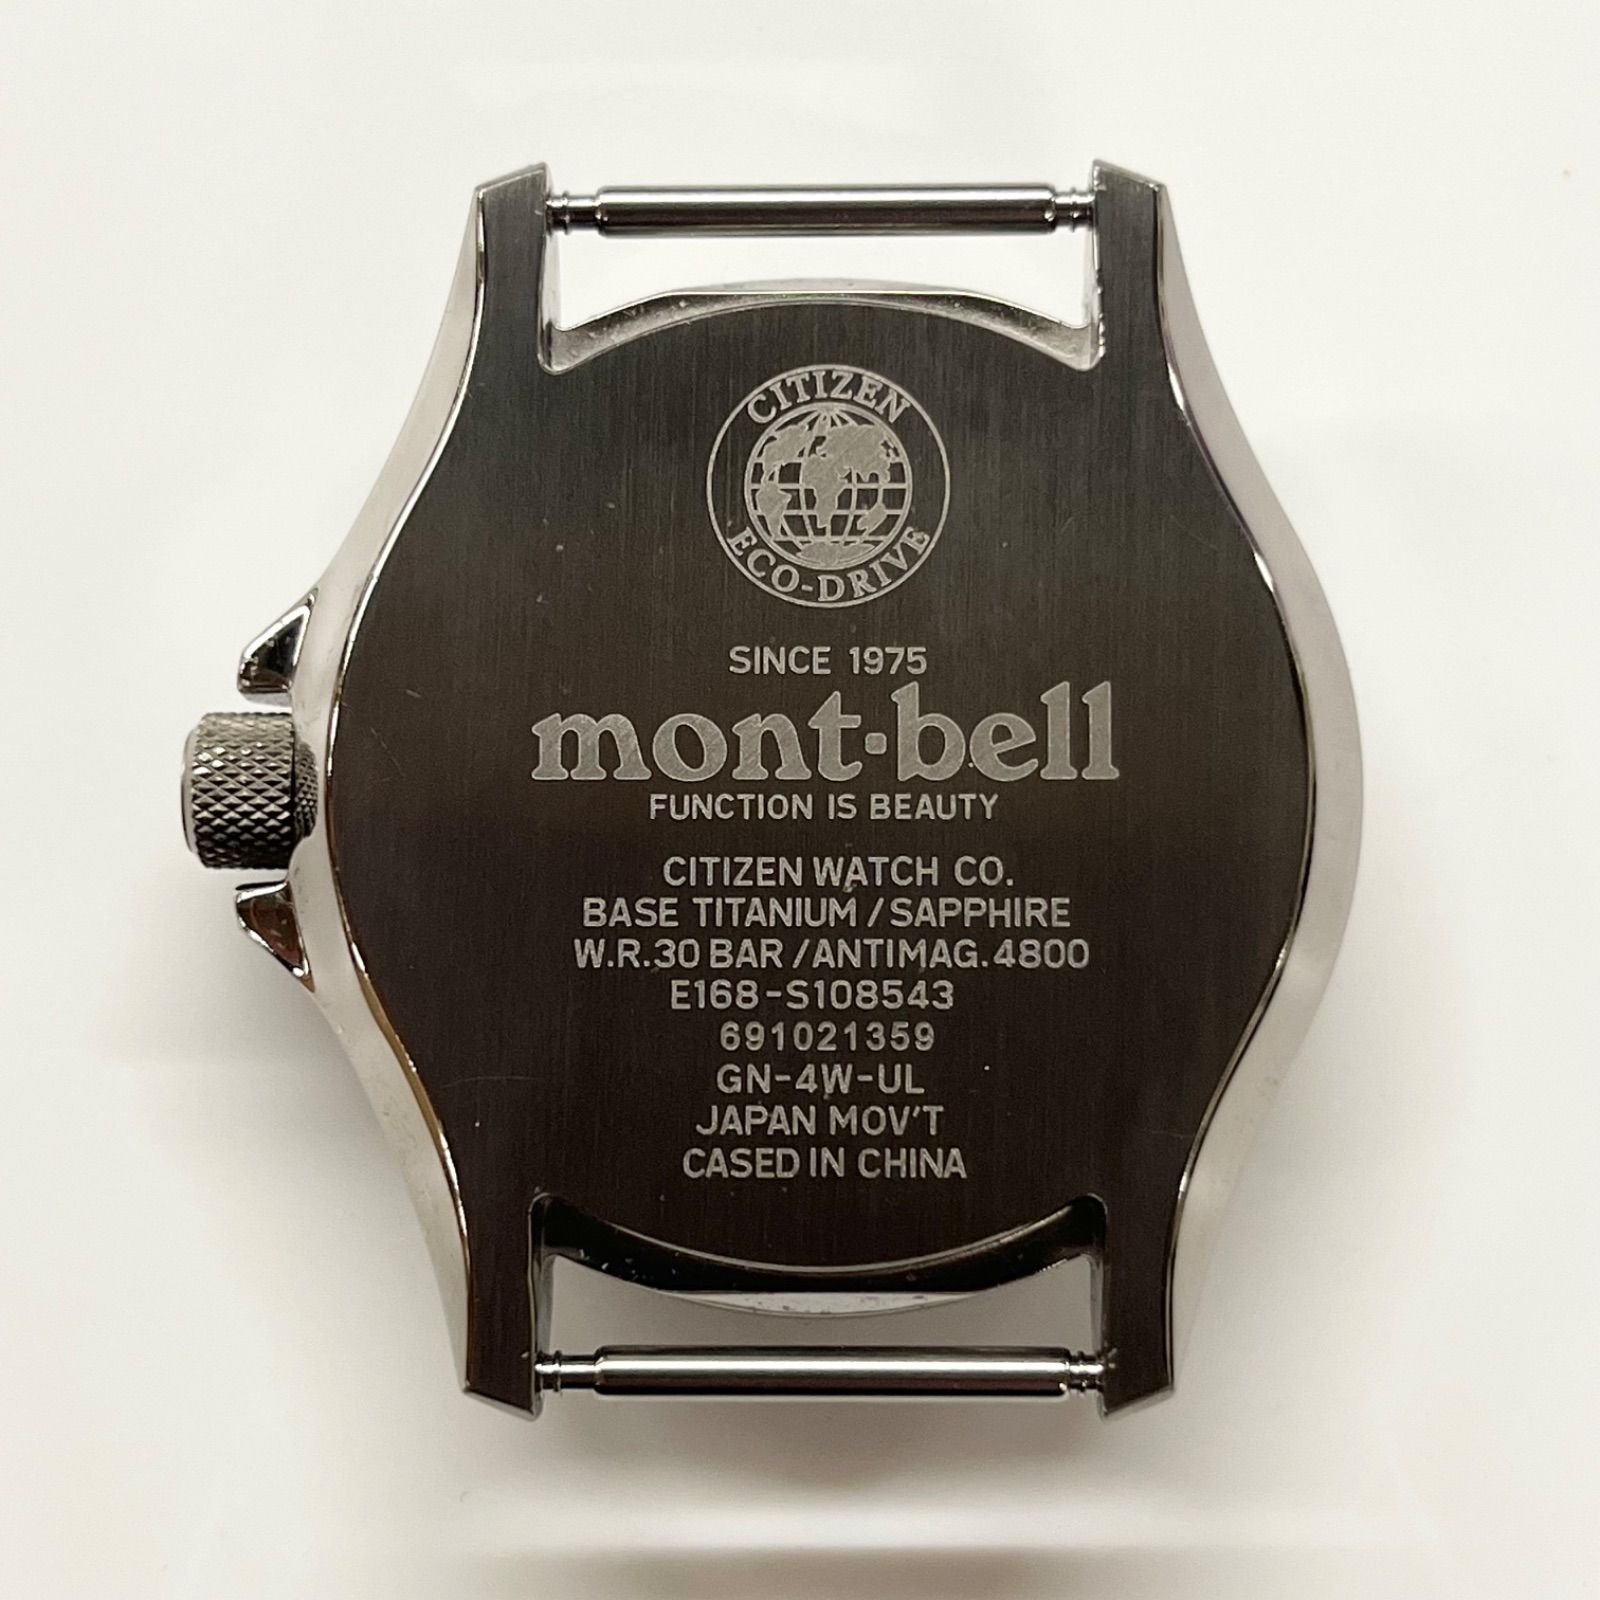 CITIZEN
ECO-DRIVE
SINCE 1975
mont·bell
FUNCTION IS BEAUTY
CITIZEN WATCH CO.
BASE TITANIUM / SAPPHIRE
W.R.30 BAR / ANTIMAG.4800
E168-S108543
691021359
GN-4W-UL
JAPAN MOV'T
CASED IN CHINA